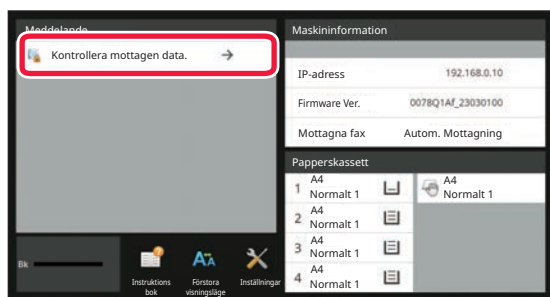 Meddelande
Kontrollera mottagen data.
Maskininformation
IP-adress 192.168.0.10
Firmware Ver. 0078Q1Af_23030100
Mottagna fax Autom. Mottagning
Papperskassett
1 A4
Normalt 1
A4
Normalt 1
2 A4
Normalt 1
3 A4
Normalt 1
4 A4
Normalt 1
Bk
Instruktions
bok
Förstora
visningsläge
Inställningar